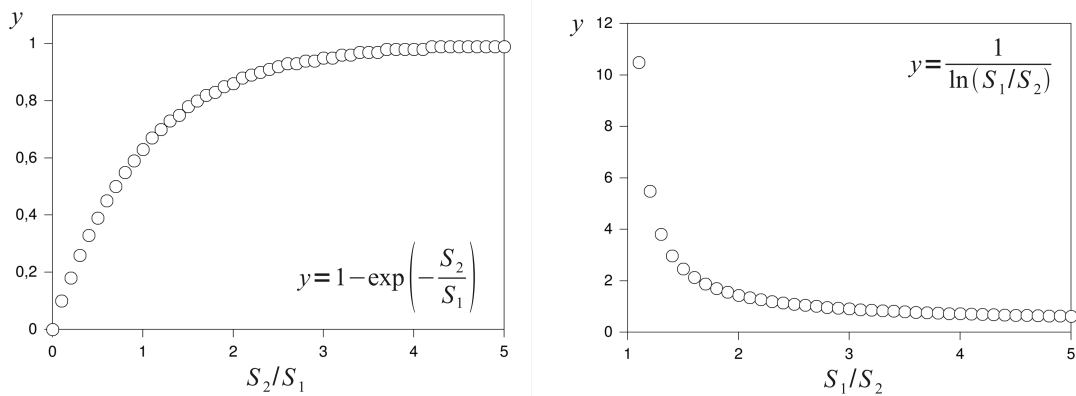 y
1
0,8
0,6
0,4
0,2
0
0 1 2 3 4 5
S₂/S₁
y=1−exp(−S₂/S₁)
y
12
10
8
6
4
2
0
1 2 3 4 5
S₁/S₂
y=1/ln(S₁/S₂)